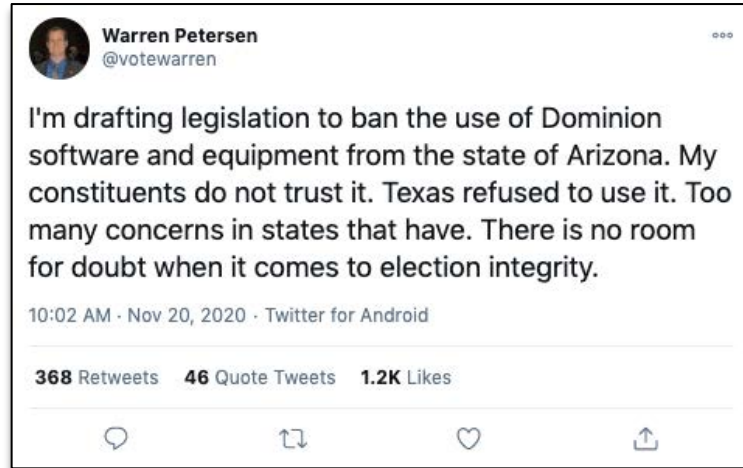 Warren Petersen
@votewarren
I'm drafting legislation to ban the use of Dominion
software and equipment from the state of Arizona. My
constituents do not trust it. Texas refused to use it. Too
many concerns in states that have. There is no room
for doubt when it comes to election integrity.
10:02 AM · Nov 20, 2020 · Twitter for Android
368 Retweets 46 Quote Tweets 1.2K Likes